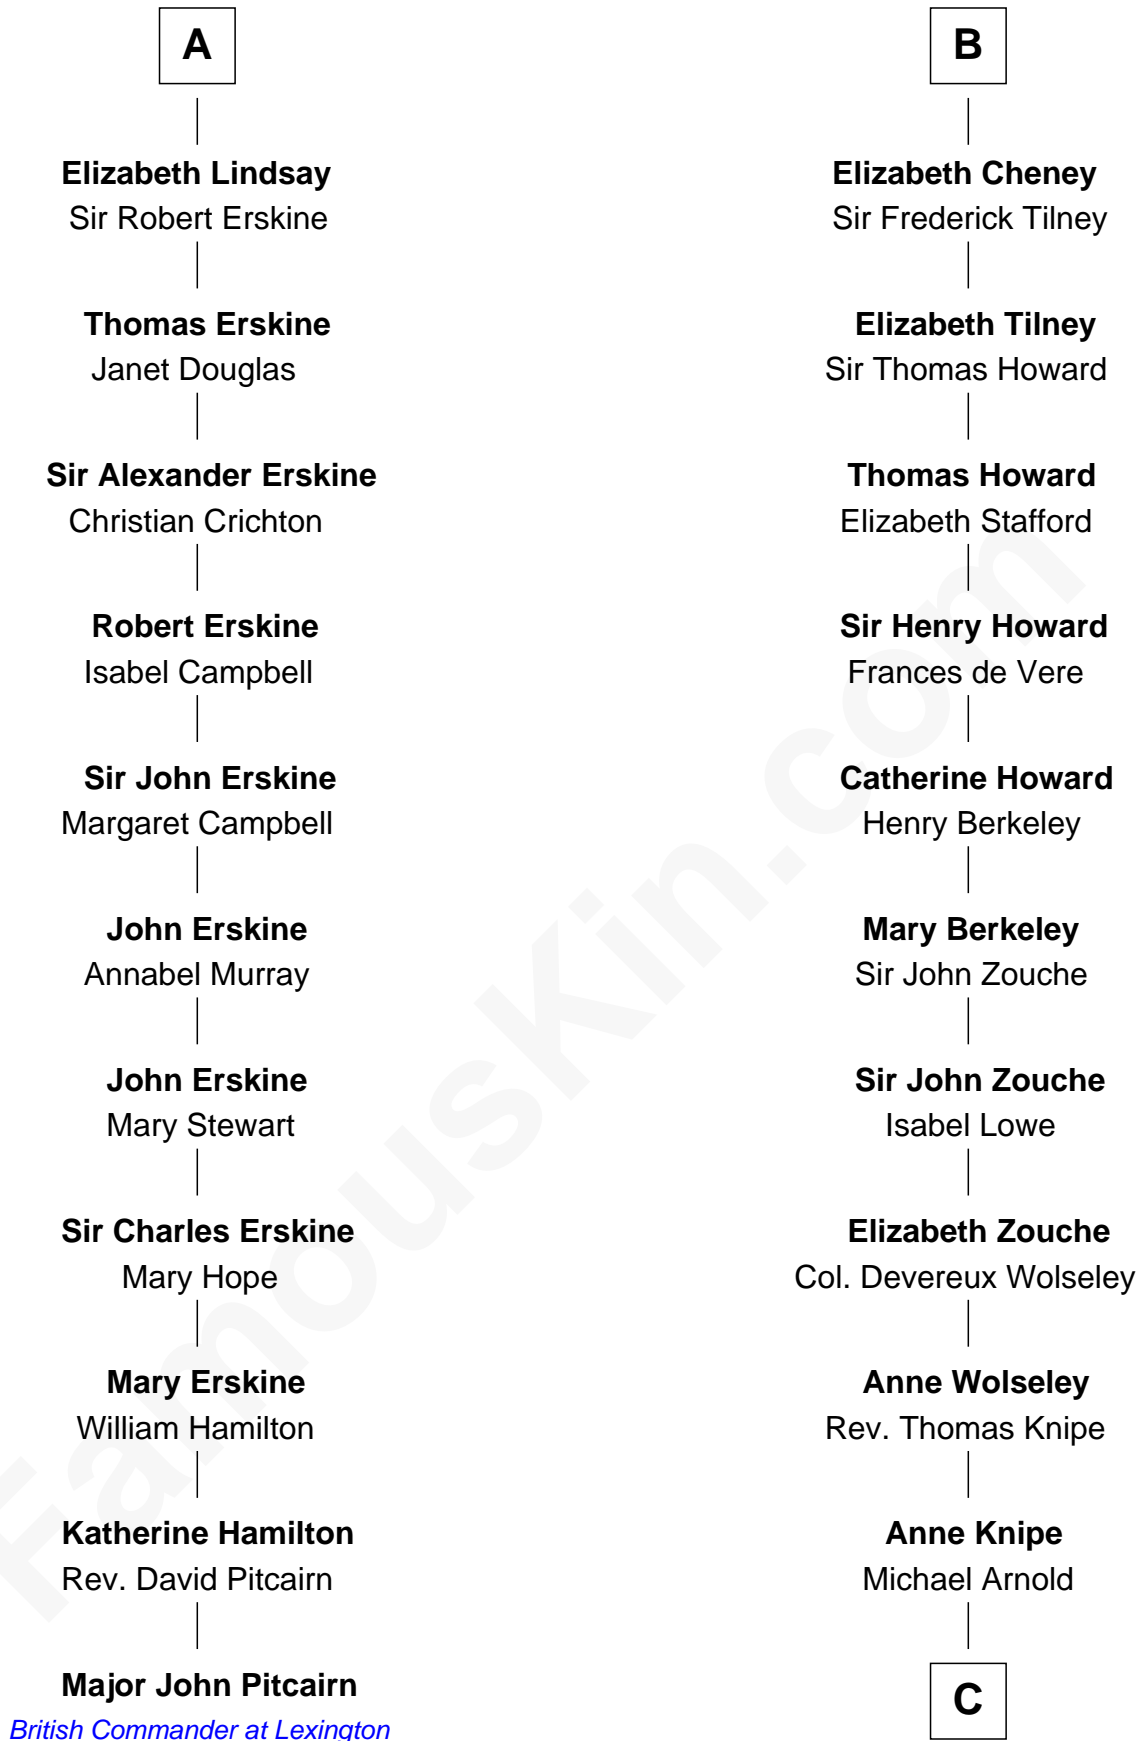 A
Elizabeth Lindsay
Sir Robert Erskine
Thomas Erskine
Janet Douglas
Sir Alexander Erskine
Christian Crichton
Robert Erskine
Isabel Campbell
Sir John Erskine
Margaret Campbell
John Erskine
Annabel Murray
John Erskine
Mary Stewart
Sir Charles Erskine
Mary Hope
Mary Erskine
William Hamilton
Katherine Hamilton
Rev. David Pitcairn
Major John Pitcairn
British Commander at Lexington
B
Elizabeth Cheney
Sir Frederick Tilney
Elizabeth Tilney
Sir Thomas Howard
Thomas Howard
Elizabeth Stafford
Sir Henry Howard
Frances de Vere
Catherine Howard
Henry Berkeley
Mary Berkeley
Sir John Zouche
Sir John Zouche
Isabel Lowe
Elizabeth Zouche
Col. Devereux Wolseley
Anne Wolseley
Rev. Thomas Knipe
Anne Knipe
Michael Arnold
C
FamousKin.com